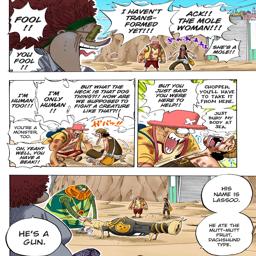 FOOL!!
YOU FOOL!!
I HAVEN'T TRANS-FORMED YET!!!
ACK!! THE MOLE WOMAN!!!
SHE'S A MOLE!!
I'M HUMAN TOO!!!
YOU'RE A MONSTER, TOO.
OH, YEAH? WELL, YOU HAVE A BEAK!!
I'M ONLY HUMAN!!
BUT WHAT THE HECK IS THAT DOG THING?!! HOW ARE WE SUPPOSED TO FIGHT A CREATURE LIKE THAT?!
BUT YOU JUST SAID YOU WERE HERE TO HELP!!
CHOPPER, YOU'LL HAVE TO TAKE IT FROM HERE.
BURY MY BODY AT SEA.
HE'S A GUN.
HIS NAME IS LASSOO.
HE ATE THE MUTT-MUTT FRUIT, DACHSHUND TYPE.